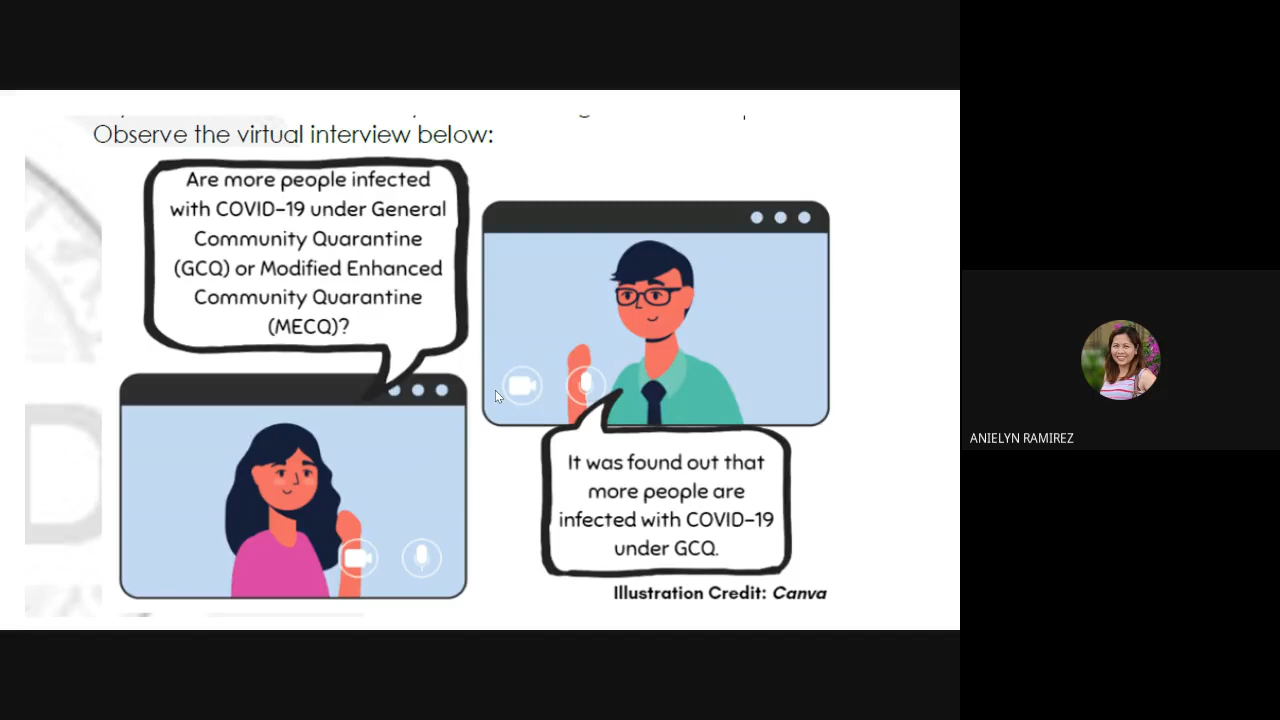 Observe the virtual interview below:
Are more people infected
with COVID-19 under General
Community Quarantine
(GCQ) or Modified Enhanced
Community Quarantine
(MECQ)?
It was found out that
more people are
infected with COVID-19
under GCQ.
Illustration Credit: Canva
ANIELYN RAMIREZ